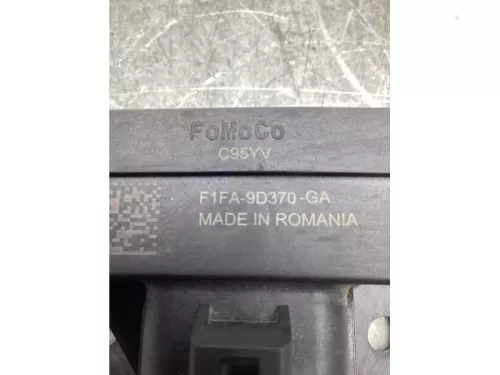 FoMoCo
C95YV
F1FA-9D370-GA
MADE IN ROMANIA